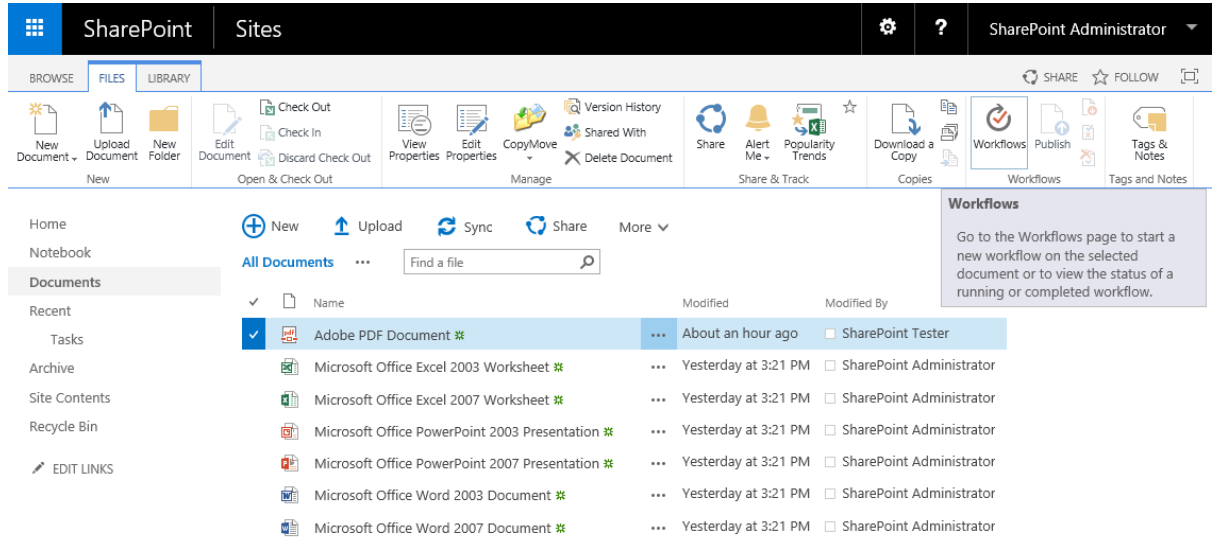 SharePoint Sites ? SharePoint Administrator
BROWSE FILES LIBRARY SHARE FOLLOW
New Document
Upload Document
New Folder
New
Edit Document
Check Out
Check In
Discard Check Out
Open & Check Out
View Properties
Edit Properties
CopyMove
Version History
Shared With
Delete Document
Manage
Share
Alert Me
Popularity Trends
Share & Track
Download a Copy
Copies
Workflows
Publish
Workflows
Tags & Notes
Tags and Notes
Workflows
Go to the Workflows page to start a
new workflow on the selected
document or to view the status of a
running or completed workflow.
Home
Notebook
Documents
Recent
Tasks
Archive
Site Contents
Recycle Bin
EDIT LINKS
New Upload Sync Share More
All Documents ... Find a file
Name Modified Modified By
pdf Adobe PDF Document ... About an hour ago SharePoint Tester
Microsoft Office Excel 2003 Worksheet ... Yesterday at 3:21 PM SharePoint Administrator
Microsoft Office Excel 2007 Worksheet ... Yesterday at 3:21 PM SharePoint Administrator
Microsoft Office PowerPoint 2003 Presentation ... Yesterday at 3:21 PM SharePoint Administrator
Microsoft Office PowerPoint 2007 Presentation ... Yesterday at 3:21 PM SharePoint Administrator
Microsoft Office Word 2003 Document ... Yesterday at 3:21 PM SharePoint Administrator
Microsoft Office Word 2007 Document ... Yesterday at 3:21 PM SharePoint Administrator